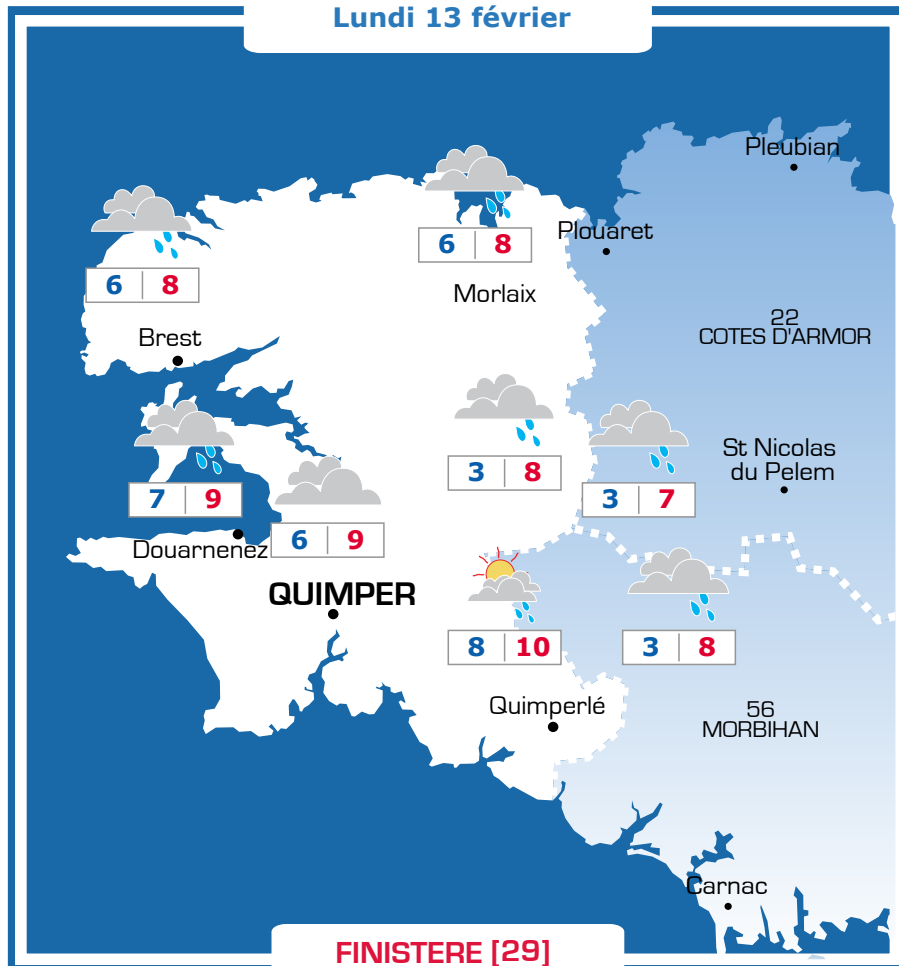 Lundi 13 février
Pleubian
6 8
Plouaret
6 8
Morlaix
22
COTES D'ARMOR
Brest
St Nicolas
du Pelem
3 8
3 7
7 9
6 9
Douarnenez
QUIMPER
8 10
3 8
Quimperlé
56
MORBIHAN
Carnac
FINISTERE [29]